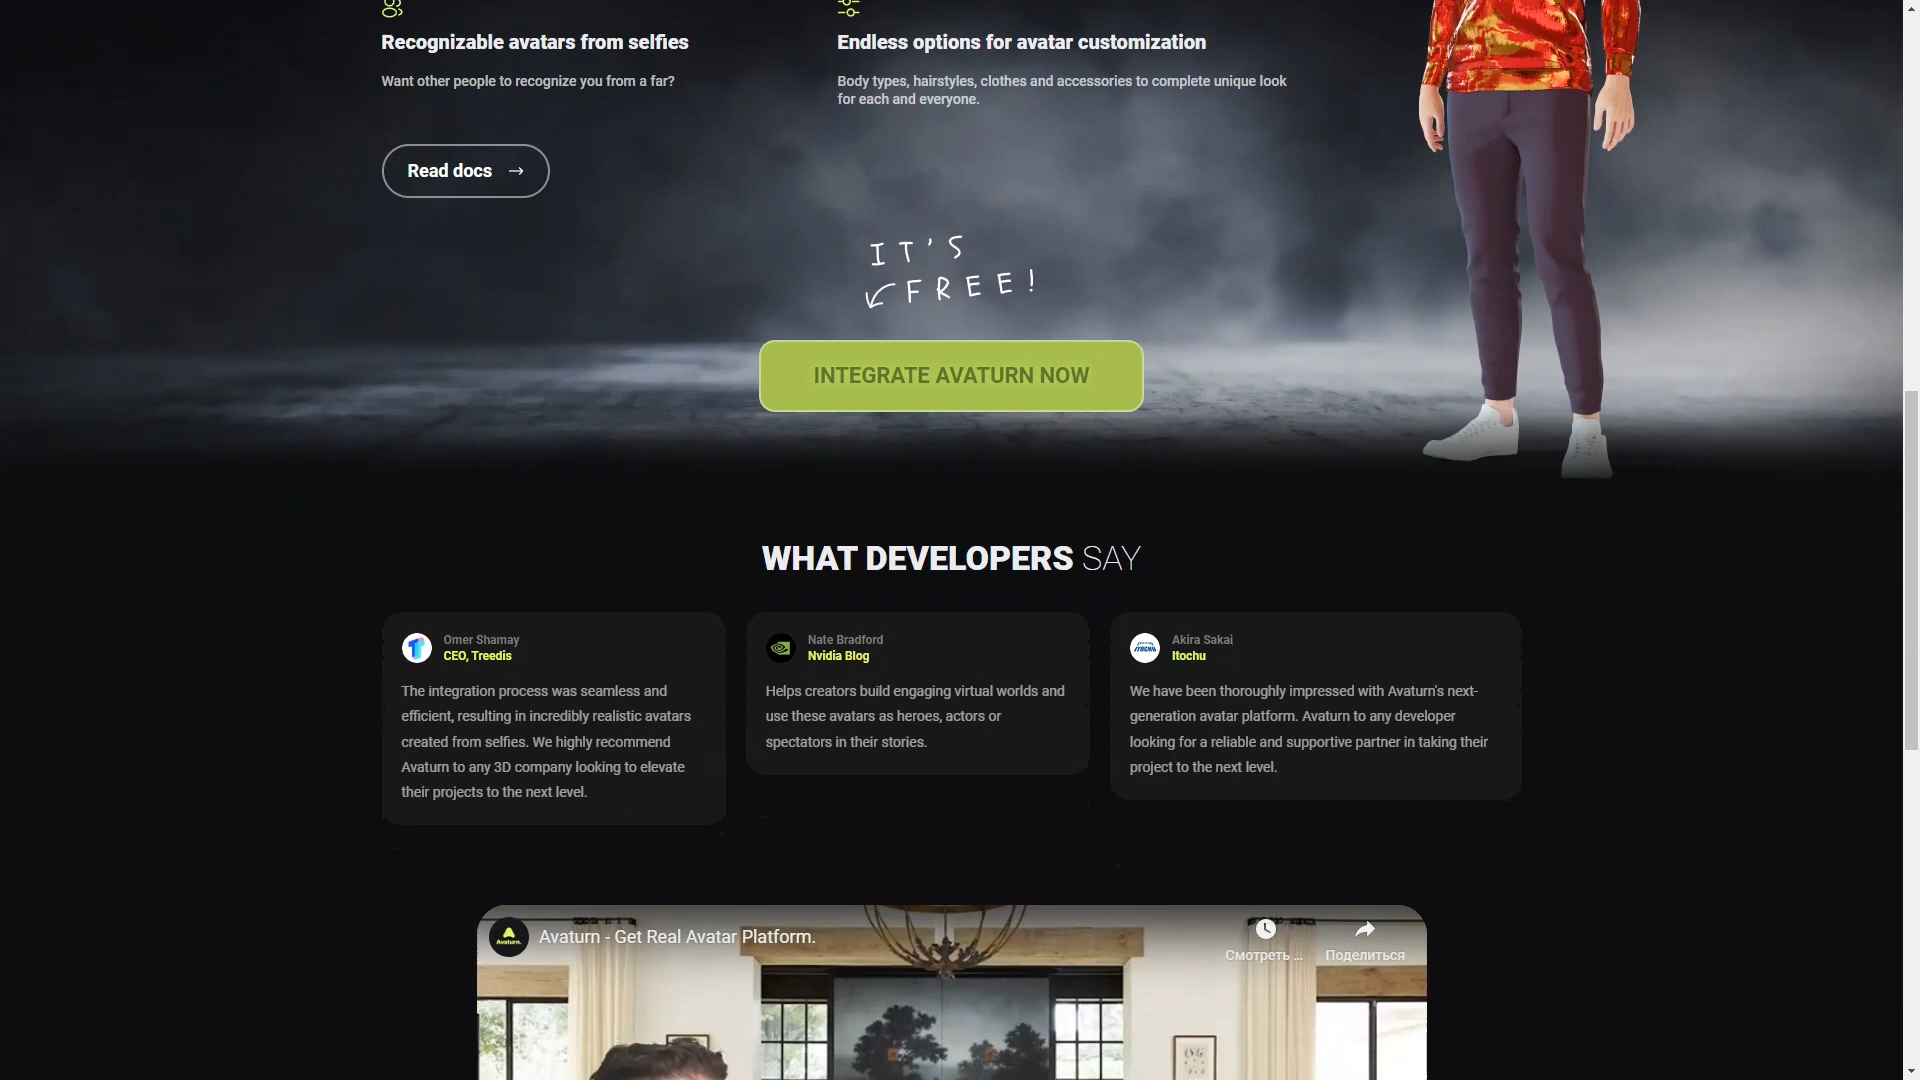 Recognizable avatars from selfies
Want other people to recognize you from a far?
Endless options for avatar customization
Body types, hairstyles, clothes and accessories to complete unique look
for each and everyone.
Read docs →
IT'S
FREE!
INTEGRATE AVATURN NOW
WHAT DEVELOPERS SAY
Omer Shamay
CEO, Treedis
The integration process was seamless and
efficient, resulting in incredibly realistic avatars
created from selfies. We highly recommend
Avaturn to any 3D company looking to elevate
their projects to the next level.
Nate Bradford
Nvidia Blog
Helps creators build engaging virtual worlds and
use these avatars as heroes, actors or
spectators in their stories.
ITOCHU
Akira Sakai
Itochu
We have been thoroughly impressed with Avaturn's next-
generation avatar platform. Avaturn to any developer
looking for a reliable and supportive partner in taking their
project to the next level.
Avaturn.
Avaturn - Get Real Avatar Platform.
Смотреть ...
Поделиться